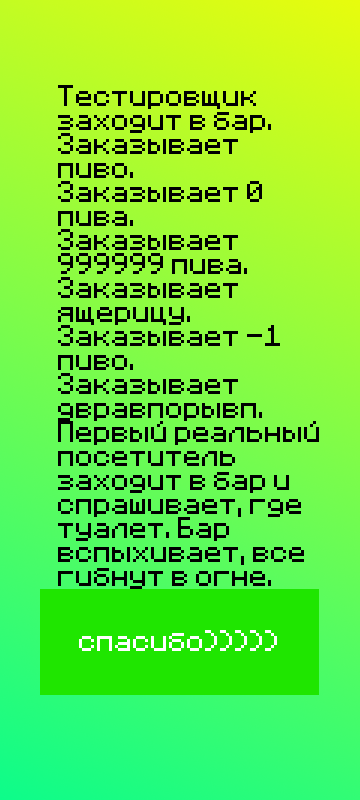 Тестировщик
заходит в бар.
Заказывает
пиво.
Заказывает 0
пива.
Заказывает
999999 пива.
Заказывает
ящерицу.
Заказывает -1
пиво.
Заказывает
двравпорывп.
Первый реальный
посетитель
заходит в бар и
спрашивает, где
туалет. Бар
вспыхивает, все
гибнут в огне.
спасибо)))))